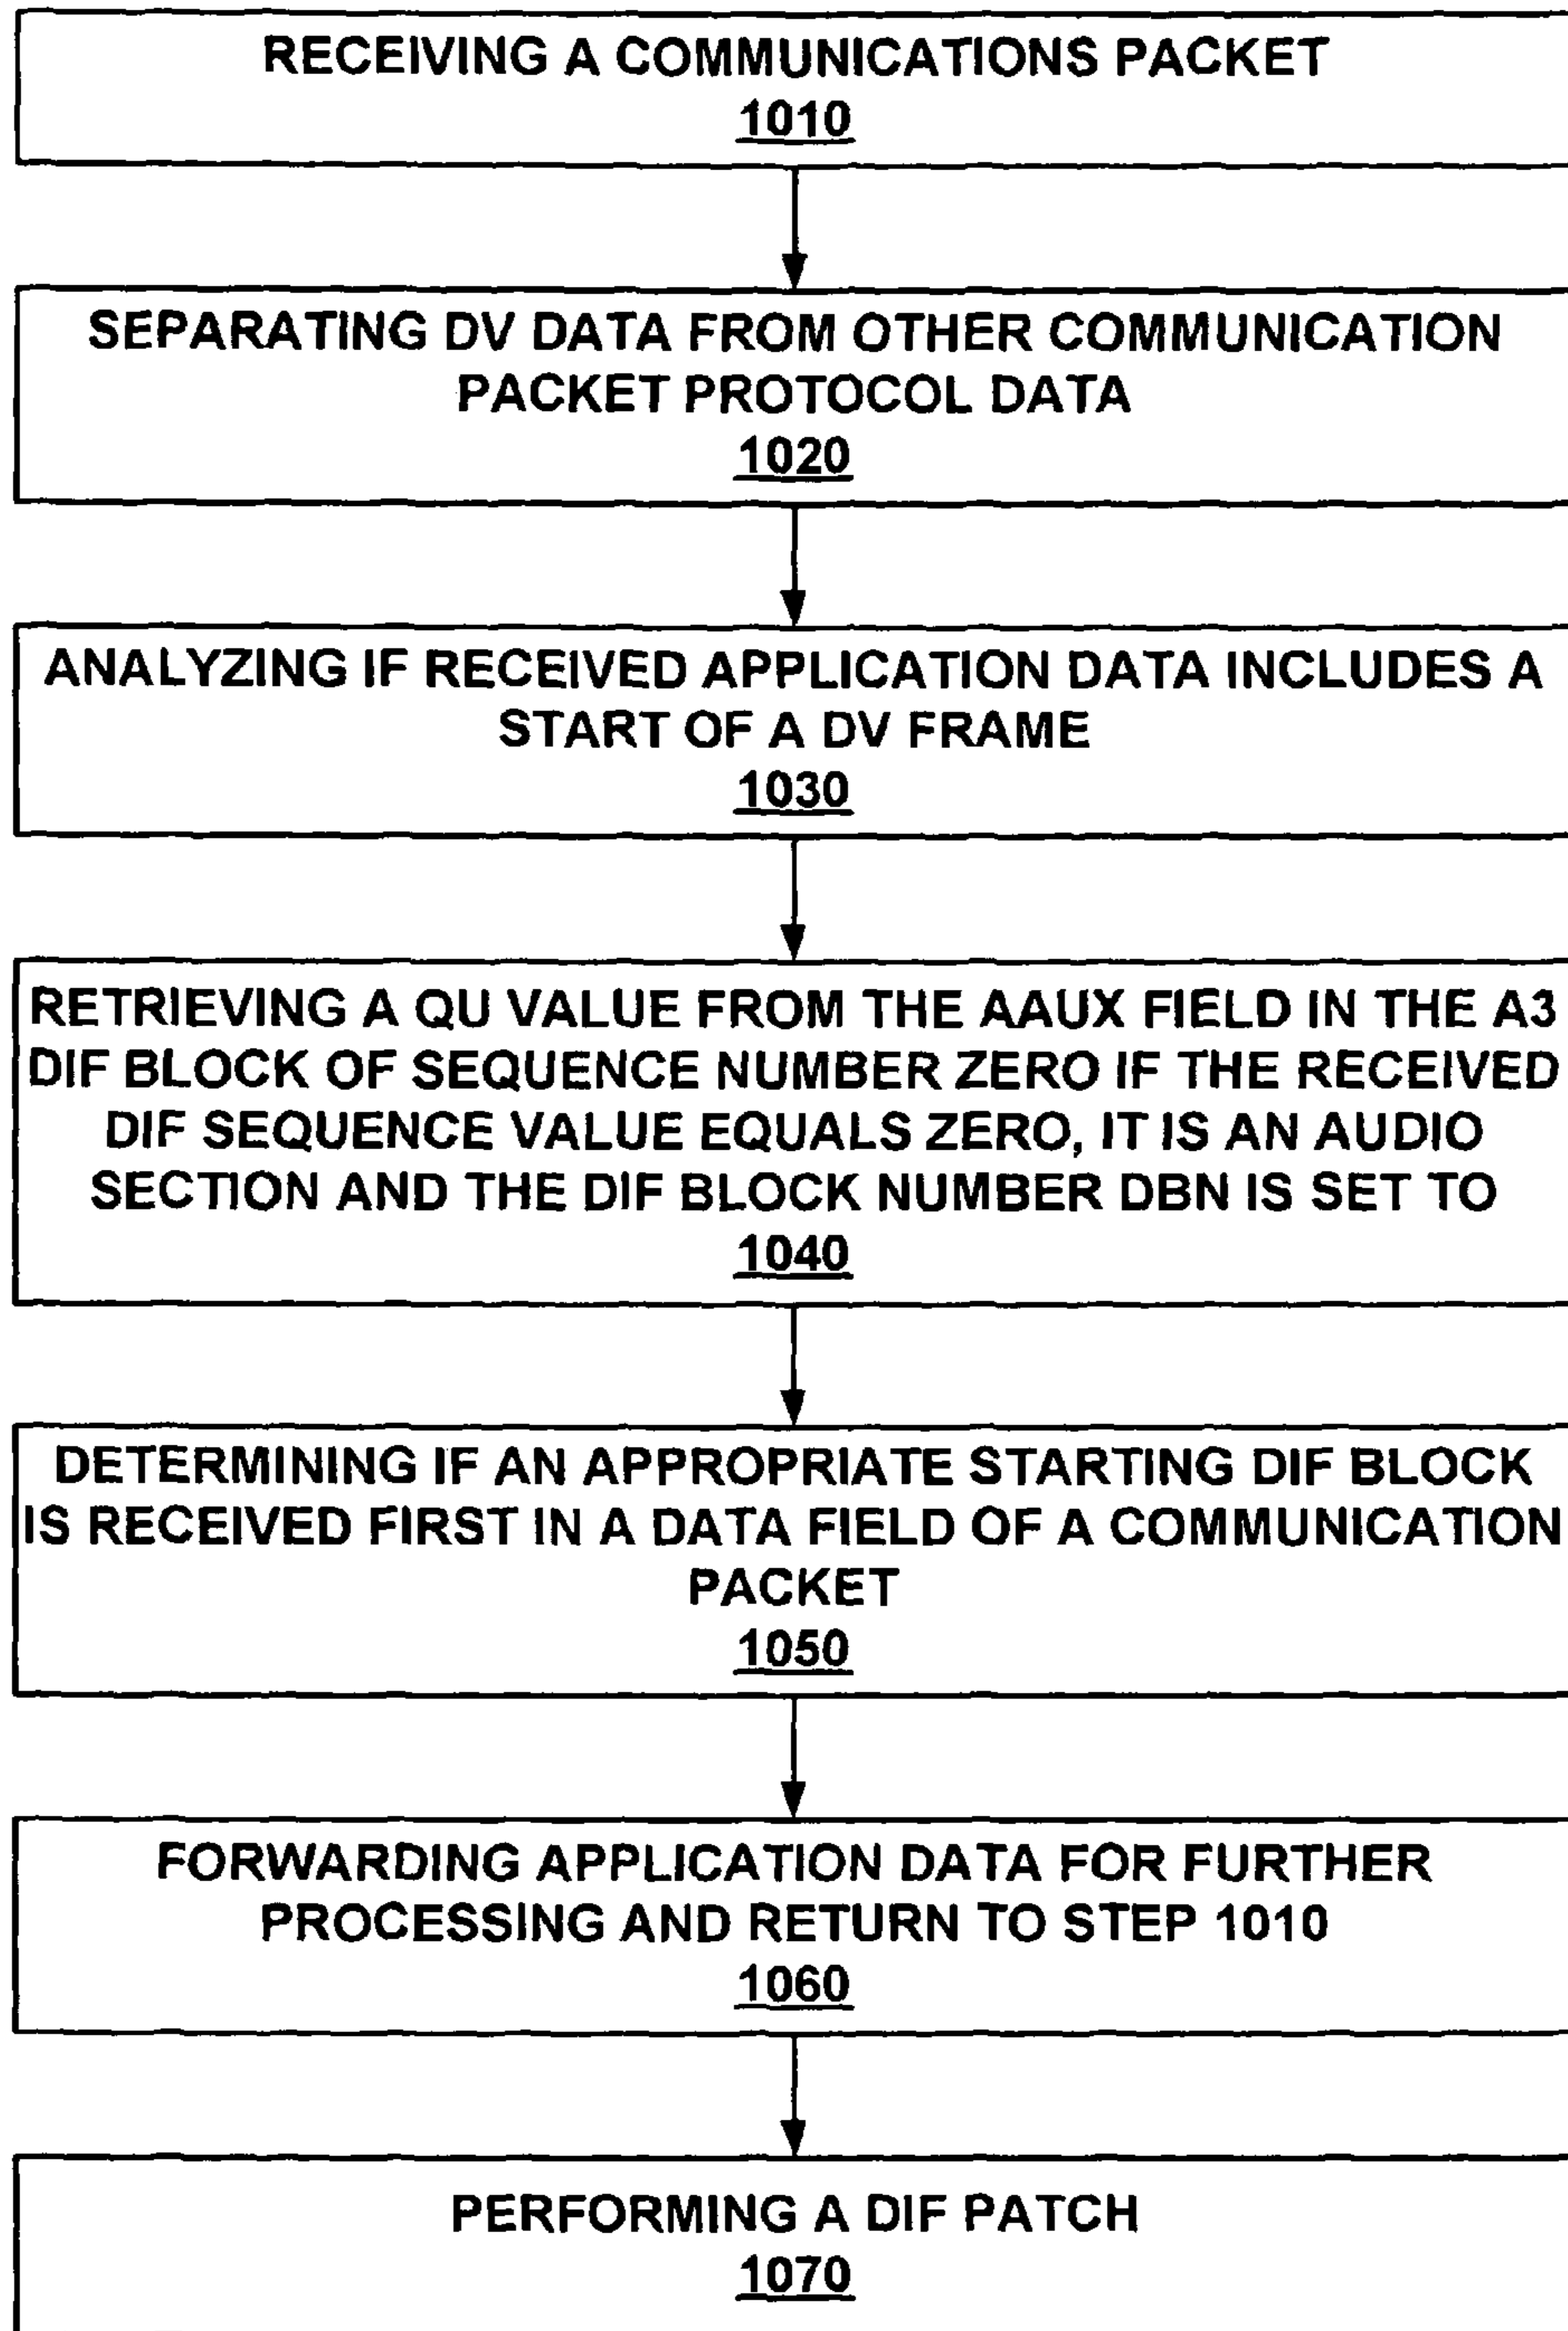 RECEIVING A COMMUNICATIONS PACKET
1010
SEPARATING DV DATA FROM OTHER COMMUNICATION
PACKET PROTOCOL DATA
1020
ANALYZING IF RECEIVED APPLICATION DATA INCLUDES A
START OF A DV FRAME
1030
RETRIEVING A QU VALUE FROM THE AAUX FIELD IN THE A3
DIF BLOCK OF SEQUENCE NUMBER ZERO IF THE RECEIVED
DIF SEQUENCE VALUE EQUALS ZERO, IT IS AN AUDIO
SECTION AND THE DIF BLOCK NUMBER DBN IS SET TO
1040
DETERMINING IF AN APPROPRIATE STARTING DIF BLOCK
IS RECEIVED FIRST IN A DATA FIELD OF A COMMUNICATION
PACKET
1050
FORWARDING APPLICATION DATA FOR FURTHER
PROCESSING AND RETURN TO STEP 1010
1060
PERFORMING A DIF PATCH
1070